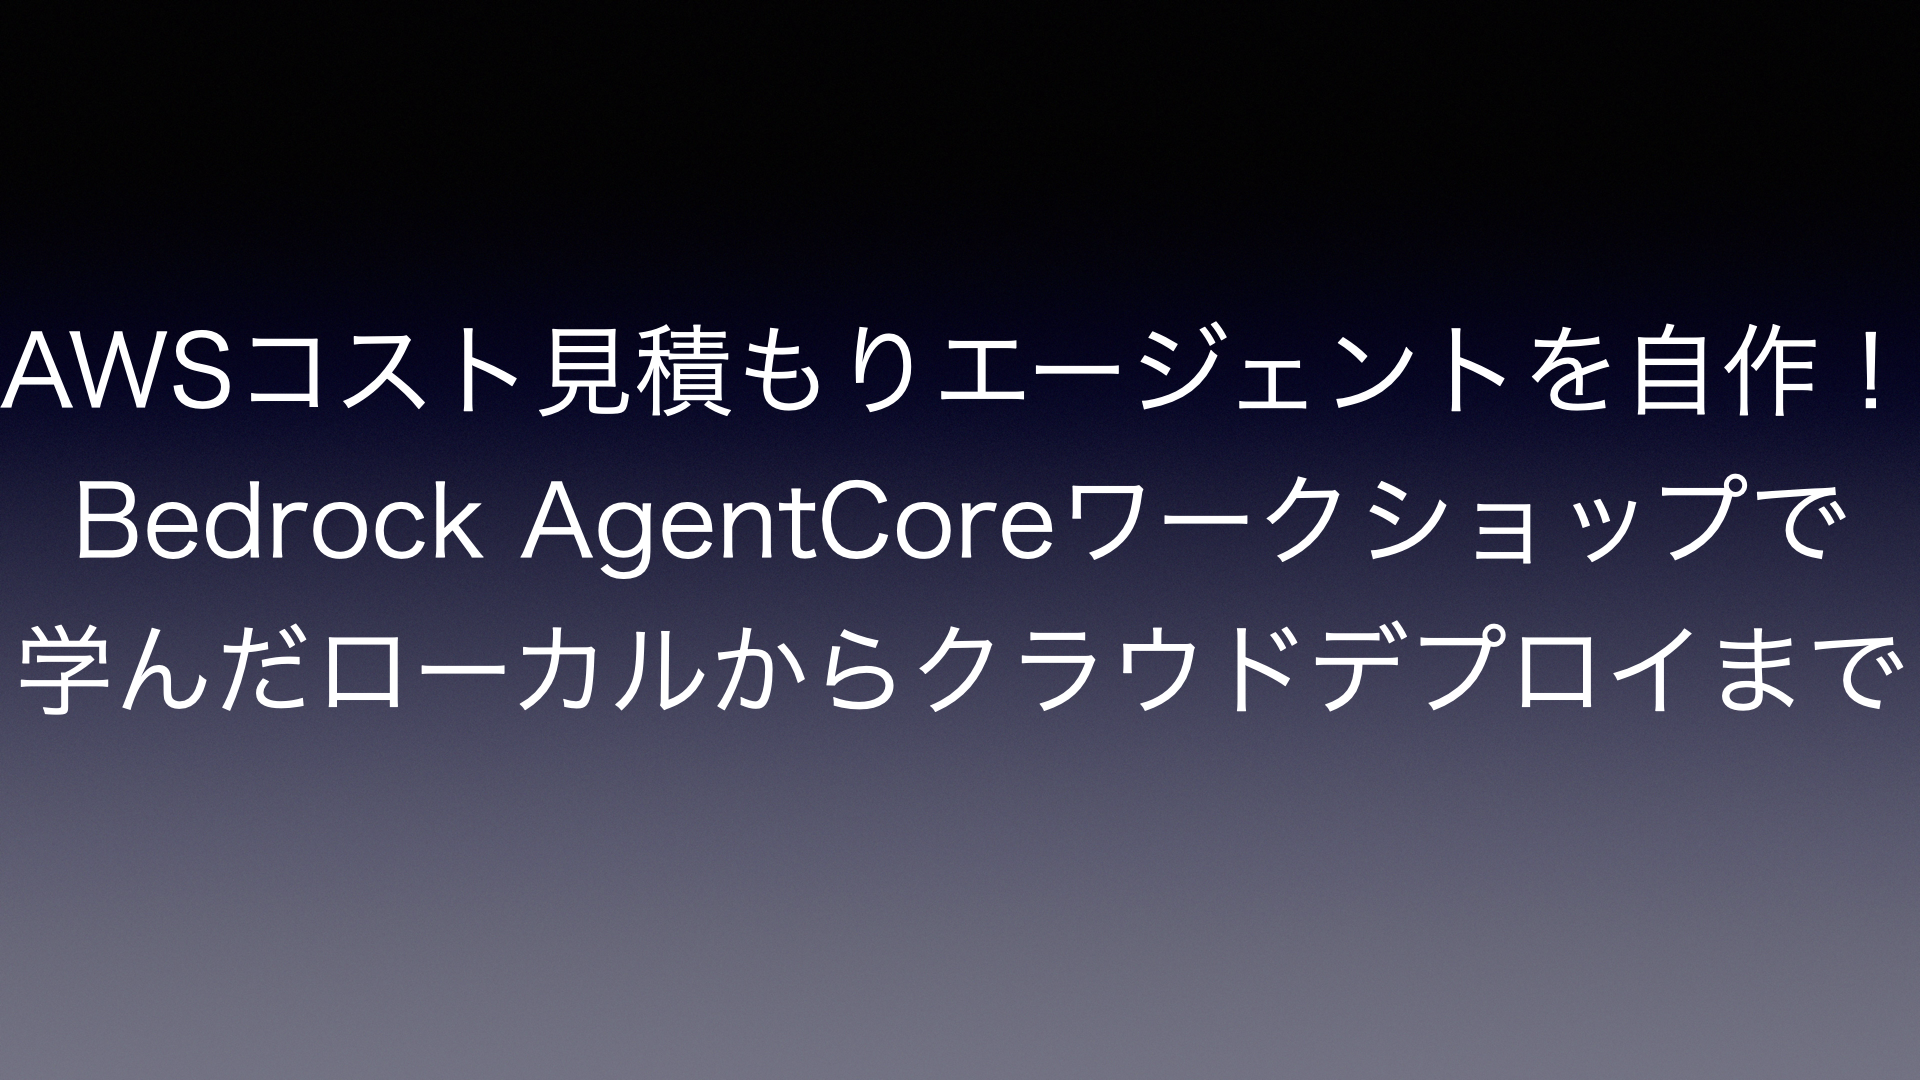 AWSコスト見積もりエージェントを自作！
Bedrock AgentCoreワークショップで
学んだローカルからクラウドデプロイまで